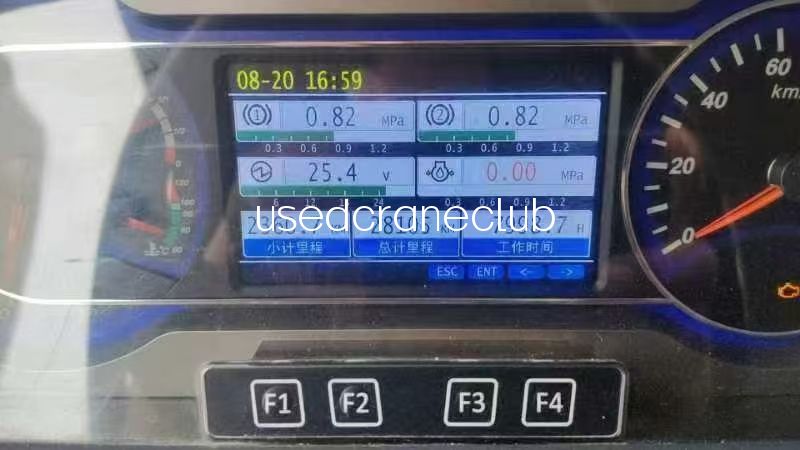 08-20 16:59
1 0.82 MPa 2 0.82 MPa
0.3 0.6 0.9 1.2 0.3 0.6 0.9 1.2
25.4 V 0.00 MPa
6 12 18 24 0.3 0.6 0.9 1.2
usedcraneclub
H
小计里程 总计里程 工作时间
ESC ENT <- ->
F1 F2 F3 F4
0 20 40 60
km